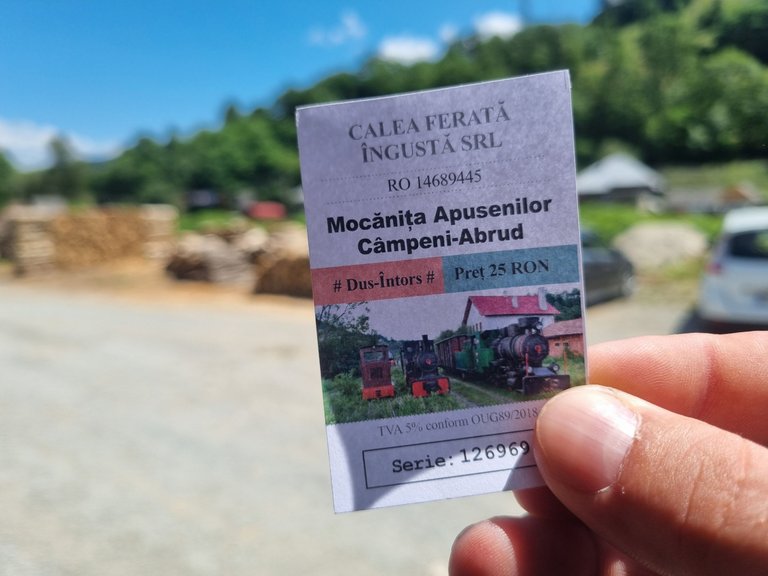 CALEA FERATĂ
ÎNGUSTĂ SRL
RO 14689445
Mocănița Apusenilor
Câmpeni-Abrud
# Dus-Întors # Preț 25 RON
TVA 5% conform OUG89/2018
Serie: 126969